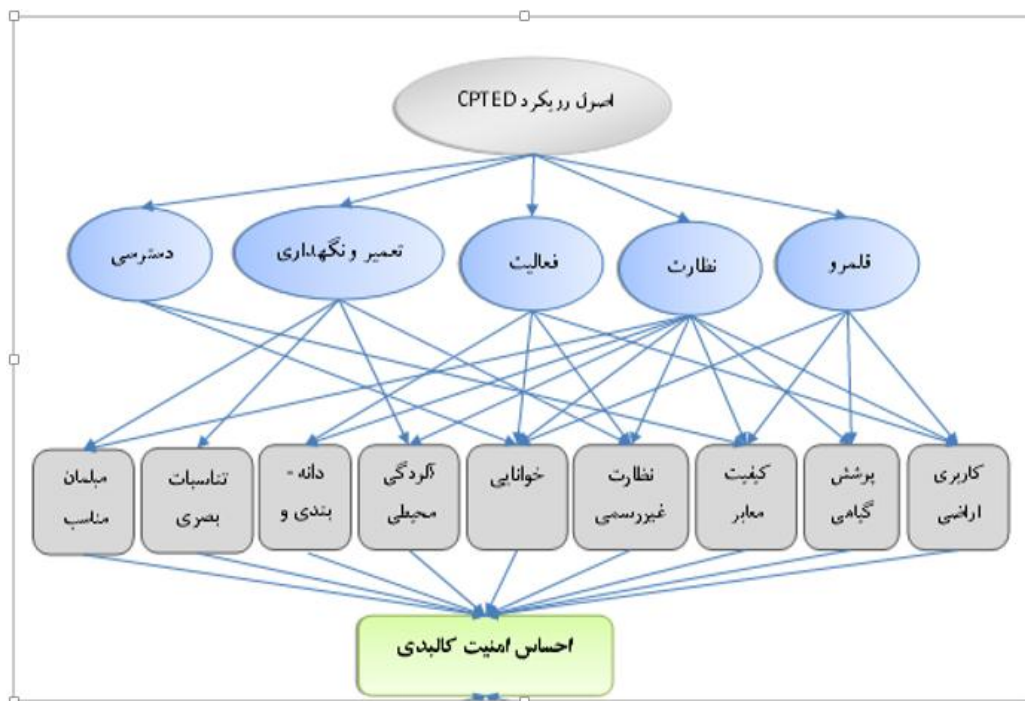 اصول رویکرد CPTED
قلمرو
نظارت
فعالیت
تعمیر و نگهداری
دسترسی
کاربری
اراضی
پوشش
گیاهی
کیفیت
معابر
نظارت
غیررسمی
خوانایی
آلودگی
محیطی
دانه -
بندی و
تناسبات
بصری
مبلمان
مناسب
احساس امنیت کالبدی